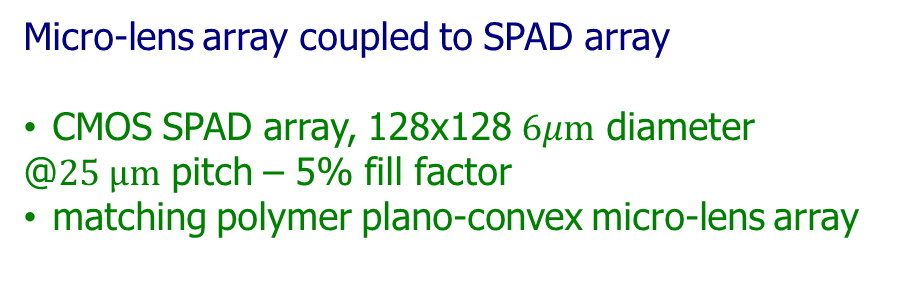 Micro-lens array coupled to SPAD array
• CMOS SPAD array, 128x128 6μm diameter
@25 μm pitch – 5% fill factor
• matching polymer plano-convex micro-lens array